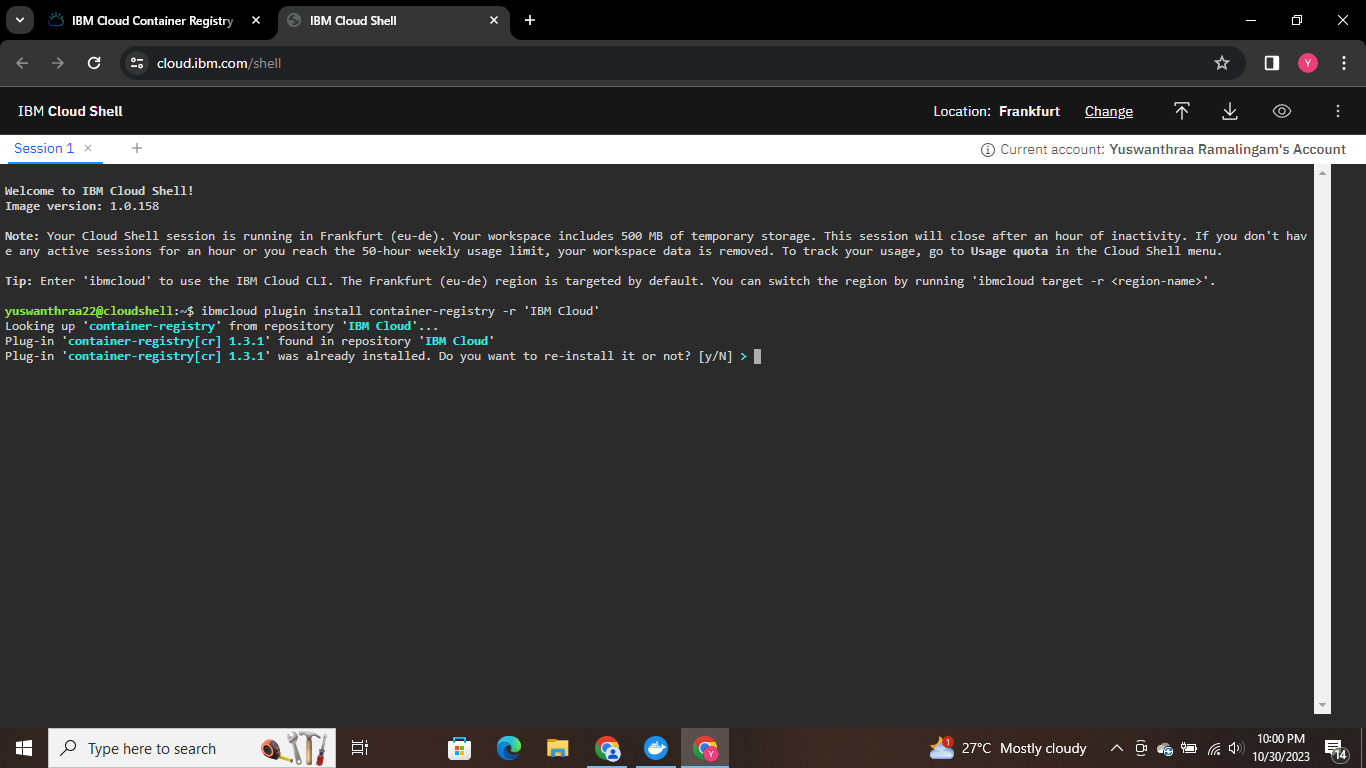 IBM Cloud Container Registry
IBM Cloud Shell
cloud.ibm.com/shell
Y
IBM Cloud Shell
Location: Frankfurt Change
Session 1
Current account: Yuswanthraa Ramalingam's Account
Welcome to IBM Cloud Shell!
Image version: 1.0.158
Note: Your Cloud Shell session is running in Frankfurt (eu-de). Your workspace includes 500 MB of temporary storage. This session will close after an hour of inactivity. If you don't hav
e any active sessions for an hour or you reach the 50-hour weekly usage limit, your workspace data is removed. To track your usage, go to Usage quota in the Cloud Shell menu.
Tip: Enter 'ibmcloud' to use the IBM Cloud CLI. The Frankfurt (eu-de) region is targeted by default. You can switch the region by running 'ibmcloud target -r <region-name>'.
yuswanthraa22@cloudshell:~$ ibmcloud plugin install container-registry -r 'IBM Cloud'
Looking up 'container-registry' from repository 'IBM Cloud'...
Plug-in 'container-registry[cr] 1.3.1' found in repository 'IBM Cloud'
Plug-in 'container-registry[cr] 1.3.1' was already installed. Do you want to re-install it or not? [y/N] >
Type here to search
Y
1
27°C Mostly cloudy
10:00 PM
10/30/2023
14